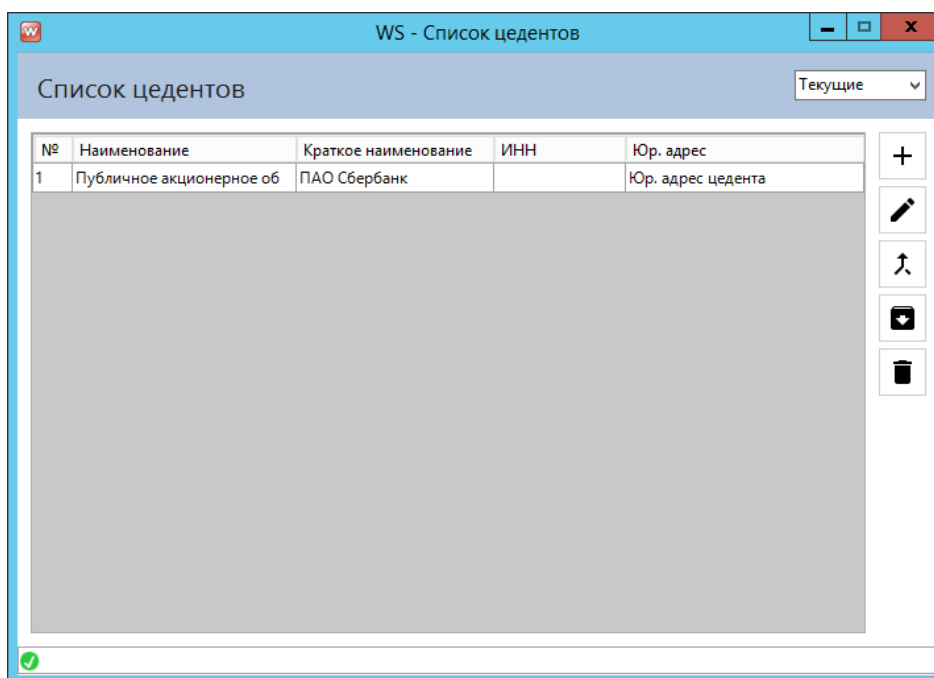 WS - Список цедентов
Список цедентов
Текущие
№ Наименование Краткое наименование ИНН Юр. адрес
1 Публичное акционерное об ПАО Сбербанк Юр. адрес цедента